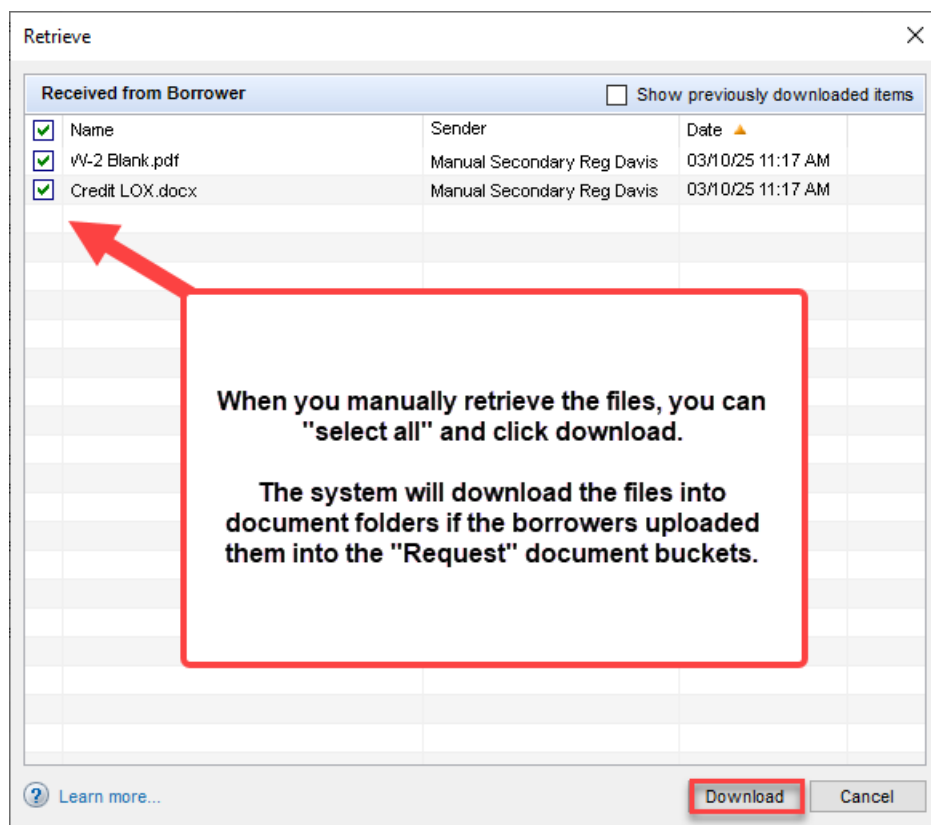 Retrieve
Received from Borrower
Show previously downloaded items
Name Sender Date
W-2 Blank.pdf Manual Secondary Reg Davis 03/10/25 11:17 AM
Credit LOX.docx Manual Secondary Reg Davis 03/10/25 11:17 AM
When you manually retrieve the files, you can
"select all" and click download.
The system will download the files into
document folders if the borrowers uploaded
them into the "Request" document buckets.
? Learn more...
Download Cancel